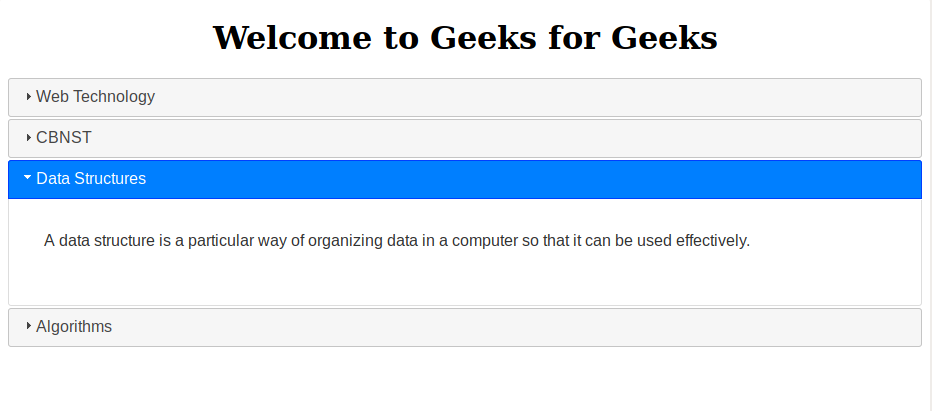 Welcome to Geeks for Geeks
Web Technology
CBNST
Data Structures
A data structure is a particular way of organizing data in a computer so that it can be used effectively.
Algorithms